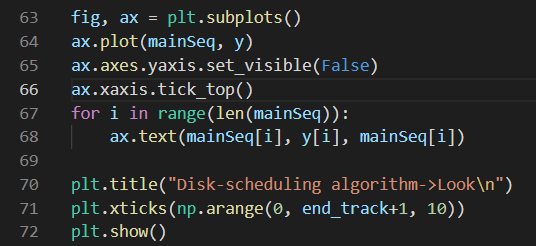 63 fig, ax = plt.subplots()
64 ax.plot(mainSeq, y)
65 ax.axes.yaxis.set_visible(False)
66 ax.xaxis.tick_top()
67 for i in range(len(mainSeq)):
68     ax.text(mainSeq[i], y[i], mainSeq[i])
69
70 plt.title("Disk-scheduling algorithm->Look\n")
71 plt.xticks(np.arange(0, end_track+1, 10))
72 plt.show()